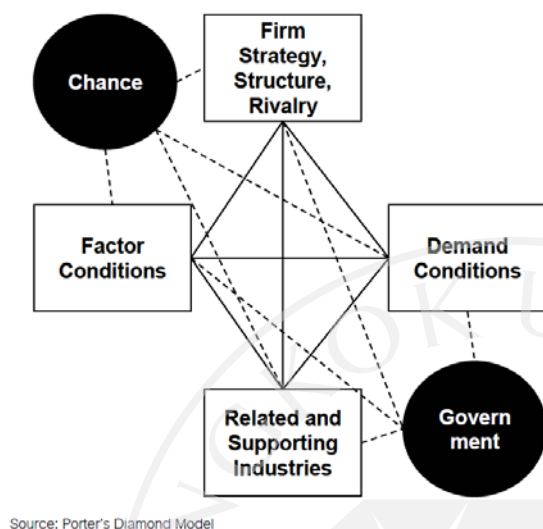 Firm
Strategy,
Structure,
Rivalry
Chance
Factor
Conditions
Demand
Conditions
Related and
Supporting
Industries
Govern
ment
Source: Porter's Diamond Model